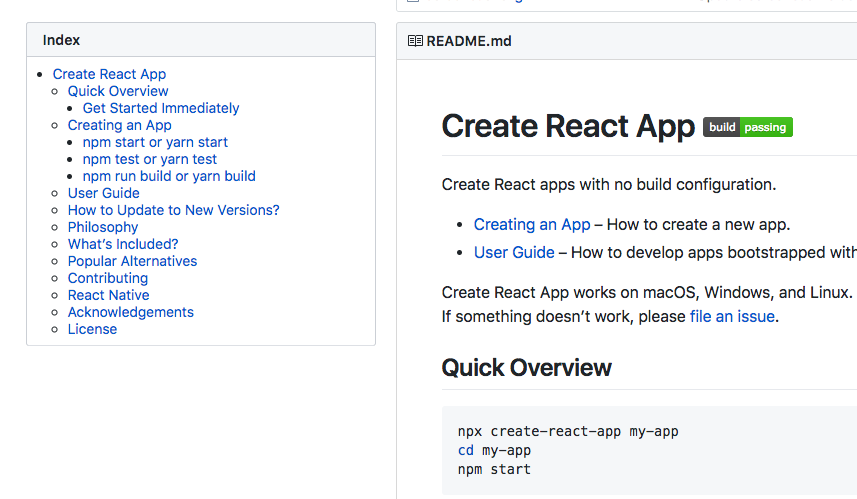 Index
Create React App
Quick Overview
Get Started Immediately
Creating an App
npm start or yarn start
npm test or yarn test
npm run build or yarn build
User Guide
How to Update to New Versions?
Philosophy
What’s Included?
Popular Alternatives
Contributing
React Native
Acknowledgements
License
README.md
Create React App build passing
Create React apps with no build configuration.
Creating an App – How to create a new app.
User Guide – How to develop apps bootstrapped with
Create React App works on macOS, Windows, and Linux.
If something doesn’t work, please file an issue.
Quick Overview
npx create-react-app my-app
cd my-app
npm start